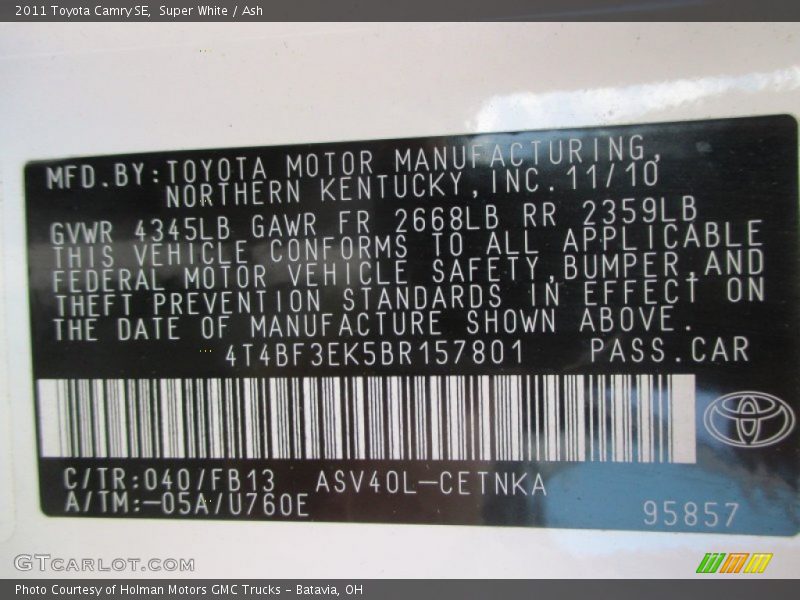 2011 Toyota Camry SE, Super White / Ash
MFD.BY:TOYOTA MOTOR MANUFACTURING,
NORTHERN KENTUCKY,INC.11/10
GVWR 4345LB GAWR FR 2668LB RR 2359LB
THIS VEHICLE CONFORMS TO ALL APPLICABLE
FEDERAL MOTOR VEHICLE SAFETY,BUMPER,AND
THEFT PREVENTION STANDARDS IN EFFECT ON
THE DATE OF MANUFACTURE SHOWN ABOVE.
4T4BF3EK5BR157801 PASS.CAR
C/TR:040/FB13 ASV40L-CETNKA
A/TM:-05A/U760E
95857
GTCARLOT.COM
Photo Courtesy of Holman Motors GMC Trucks - Batavia, OH